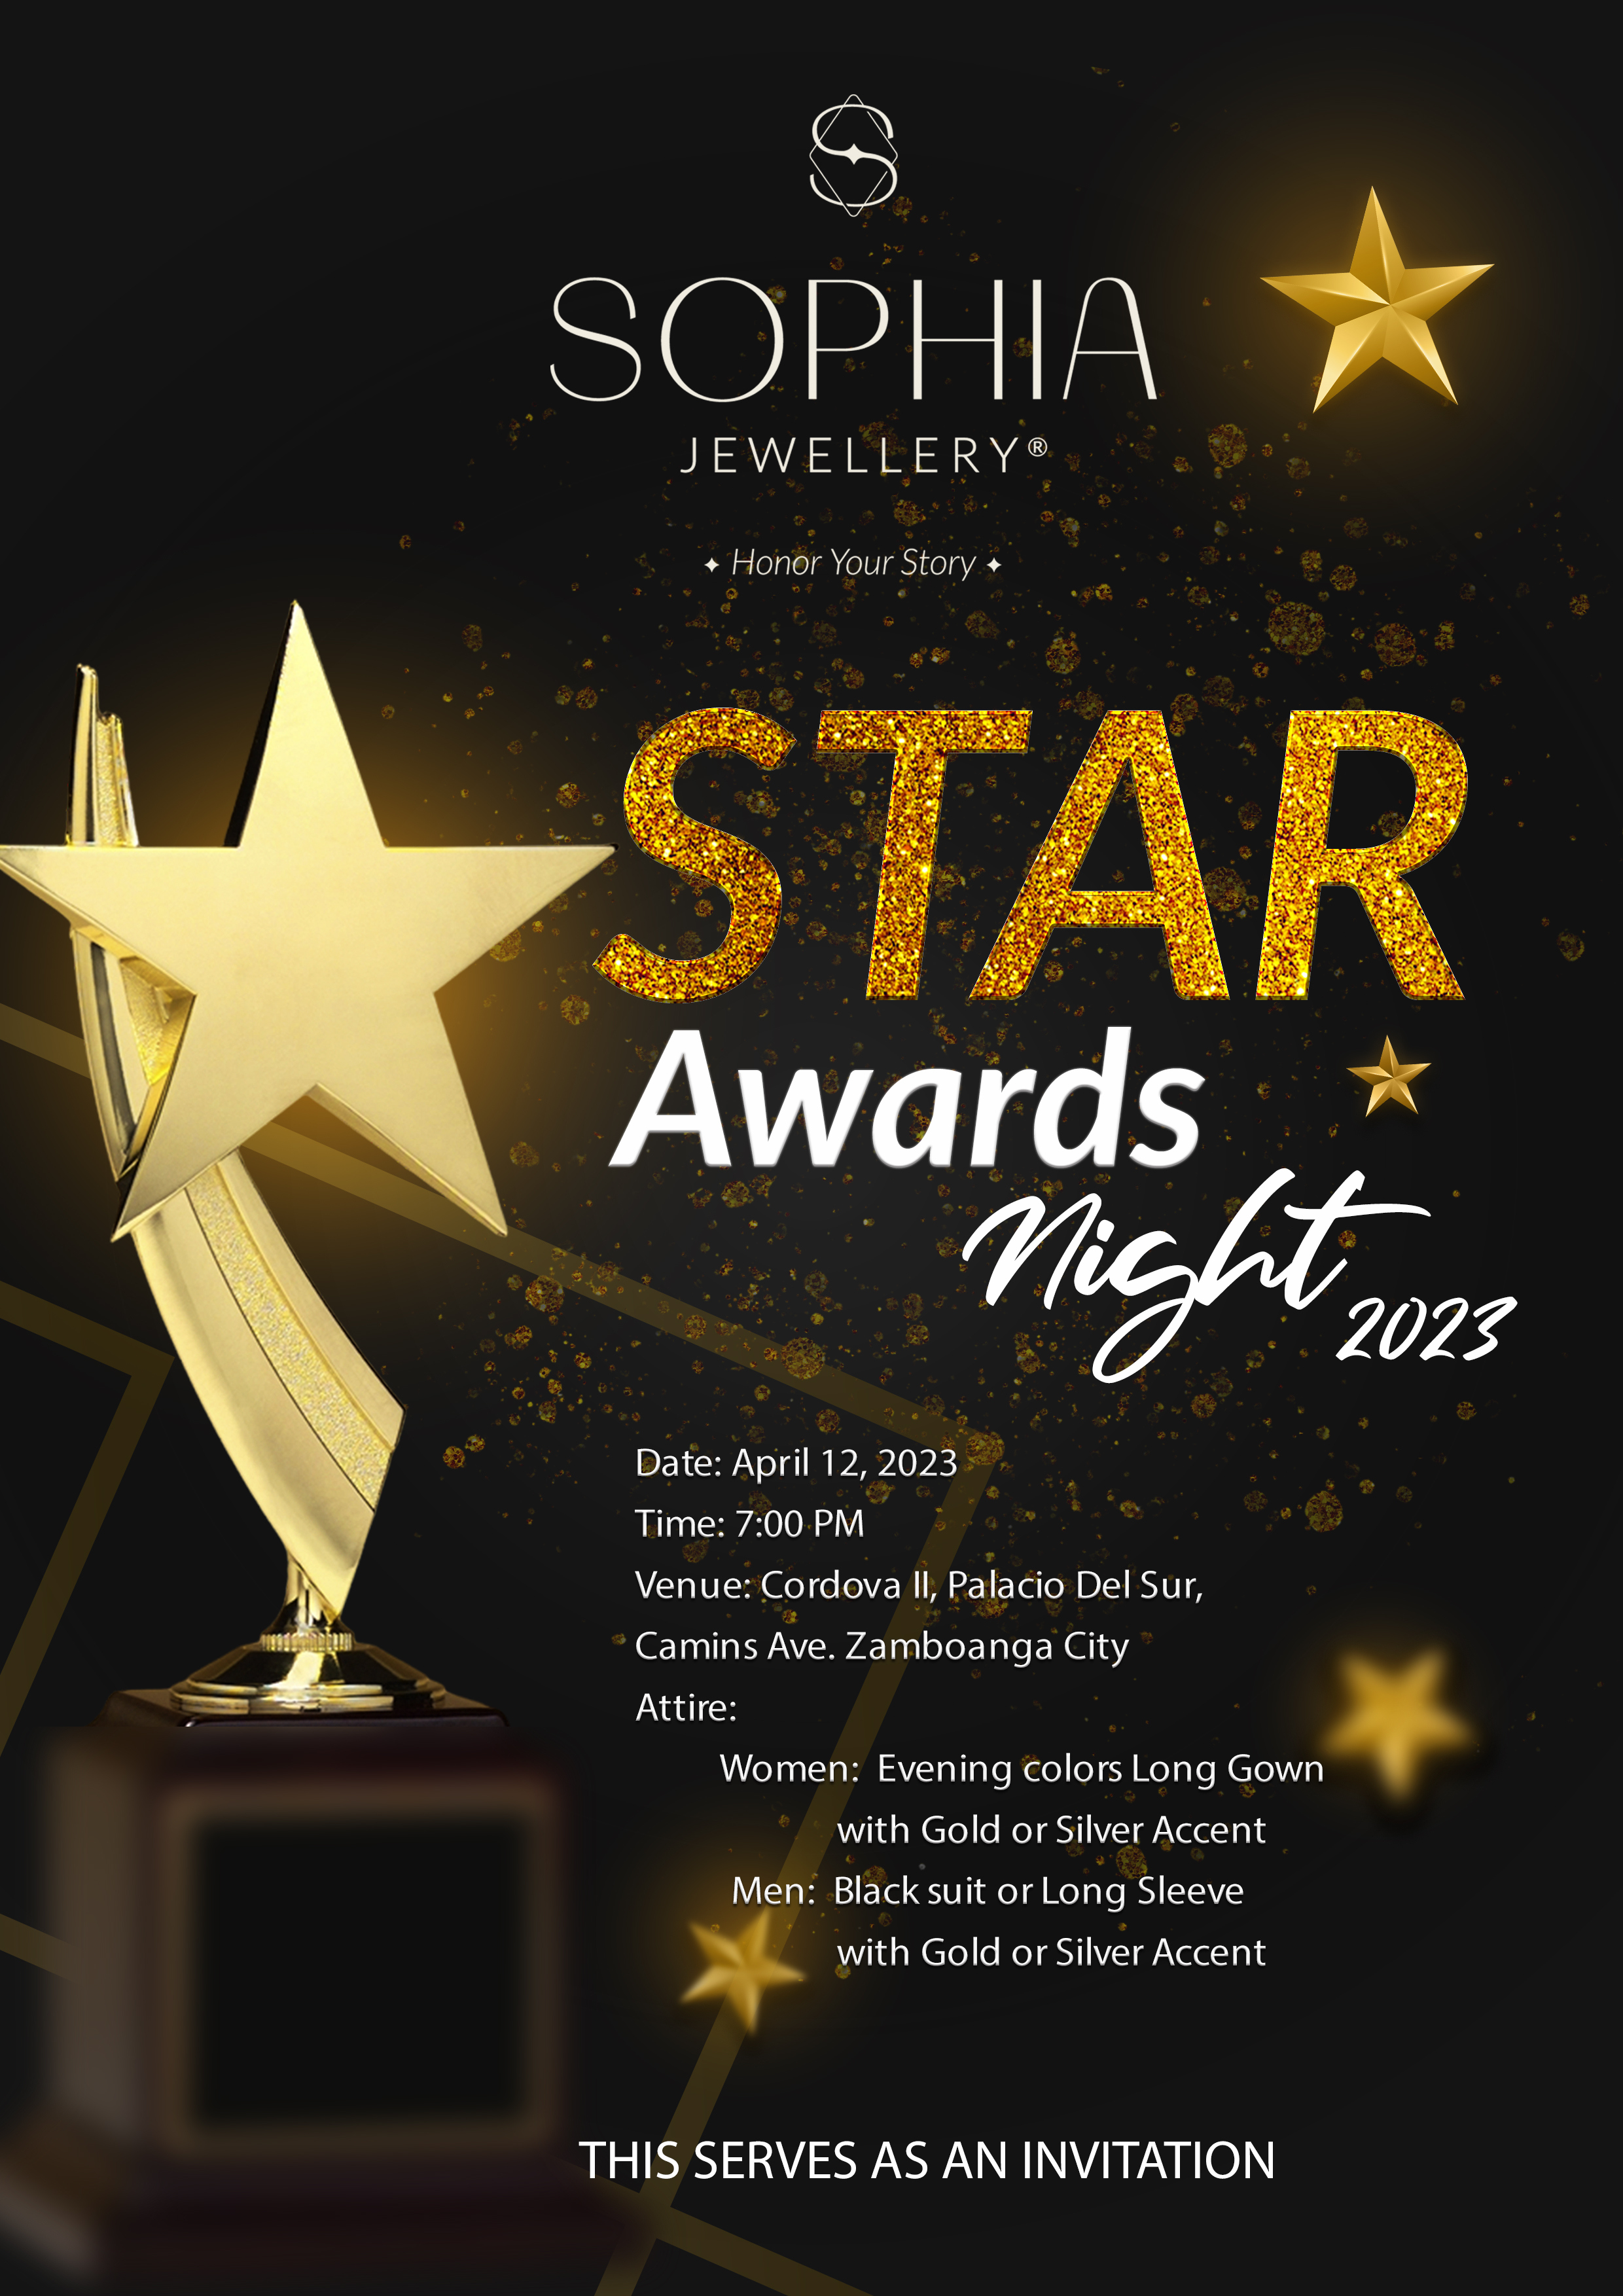 SOPHIA
JEWELLERY®
Honor Your Story
STAR
Awards
Night 2023
Date: April 12, 2023
Time: 7:00 PM
Venue: Cordova II, Palacio Del Sur,
Camins Ave. Zamboanga City
Attire:
Women: Evening colors Long Gown
with Gold or Silver Accent
Men: Black suit or Long Sleeve
with Gold or Silver Accent
THIS SERVES AS AN INVITATION